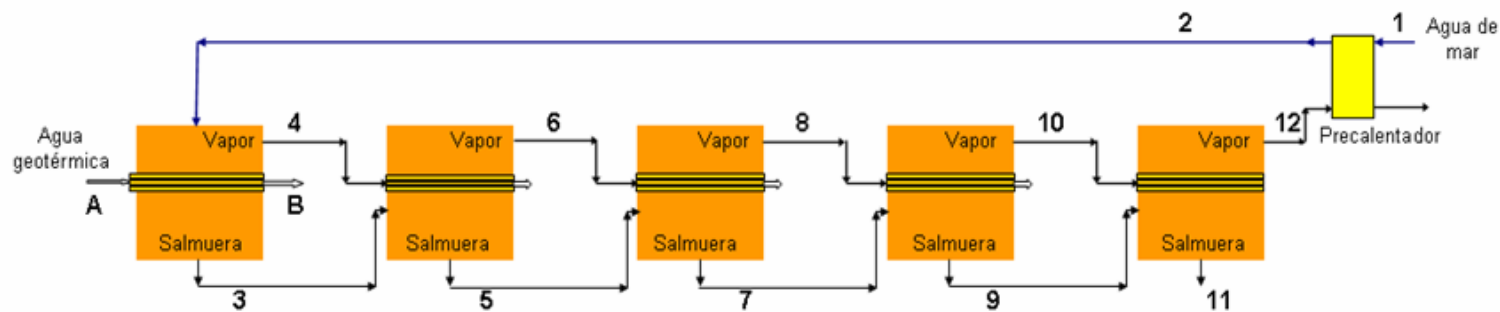 2
1
Agua de
mar
Agua
geotérmica
Vapor
4
Vapor
6
Vapor
8
Vapor
10
Vapor
12
Precalentador
A
B
Salmuera
Salmuera
Salmuera
Salmuera
Salmuera
3
5
7
9
11